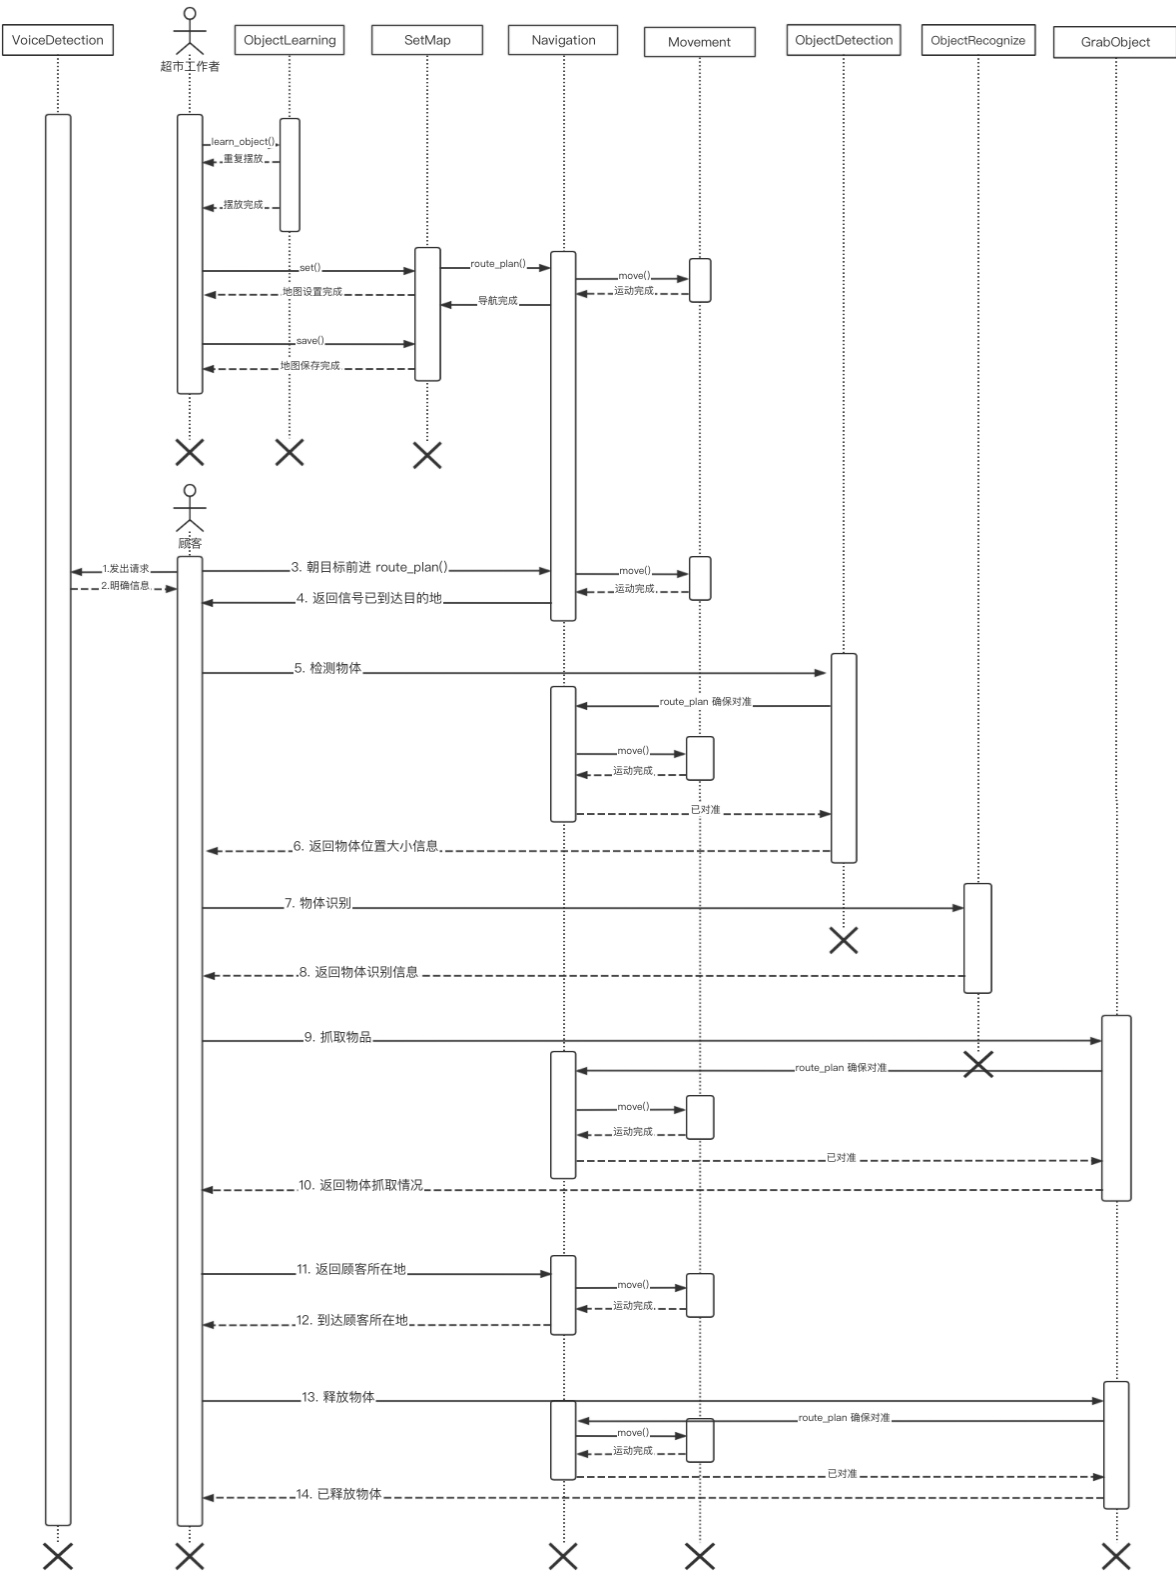 VoiceDetection
超市工作者
ObjectLearning
SetMap
Navigation
Movement
ObjectDetection
ObjectRecognize
GrabObject
learn_object()
重复摆放
摆放完成
set()
route_plan()
move()
地图设置完成
运动完成
导航完成
save()
地图保存完成
顾客
1.发出请求
3. 朝目标前进 route_plan()
move()
2.明确信息
运动完成
4. 返回信号已到达目的地
5. 检测物体
route_plan 确保对准
move()
运动完成
已对准
6. 返回物体位置大小信息
7. 物体识别
8. 返回物体识别信息
9. 抓取物品
route_plan 确保对准
move()
运动完成
已对准
10. 返回物体抓取情况
11. 返回顾客所在地
move()
运动完成
12. 到达顾客所在地
13. 释放物体
route_plan 确保对准
move()
运动完成
已对准
14. 已释放物体